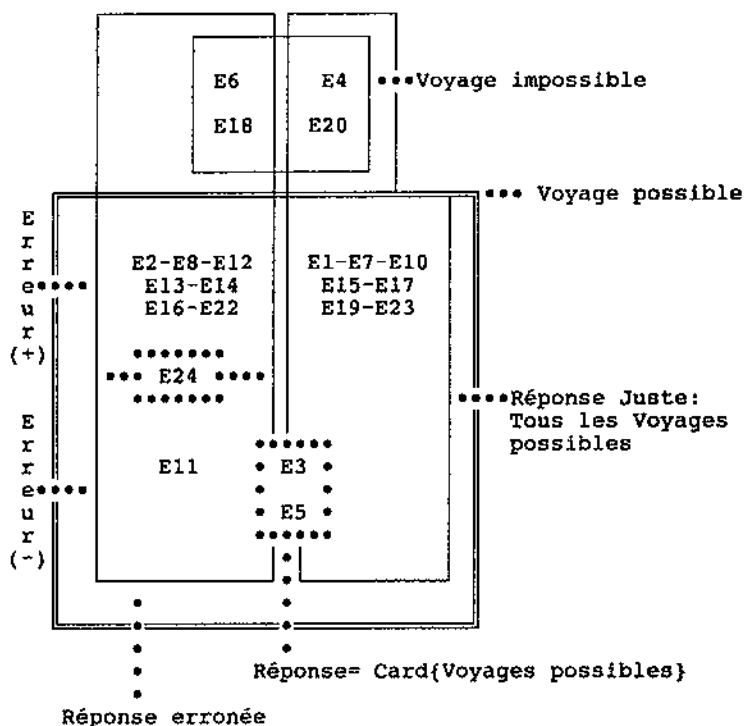 E6 E4 Voyage impossible
E18 E20
Voyage possible
Erreur(+)
E2-E8-E12 E1-E7-E10
E13-E14 E15-E17
E16-E22 E19-E23
E24
Réponse Juste:
Tous les Voyages
possibles
Erreur(-)
E11 E3
E5
Réponse= Card{Voyages possibles}
Réponse erronée